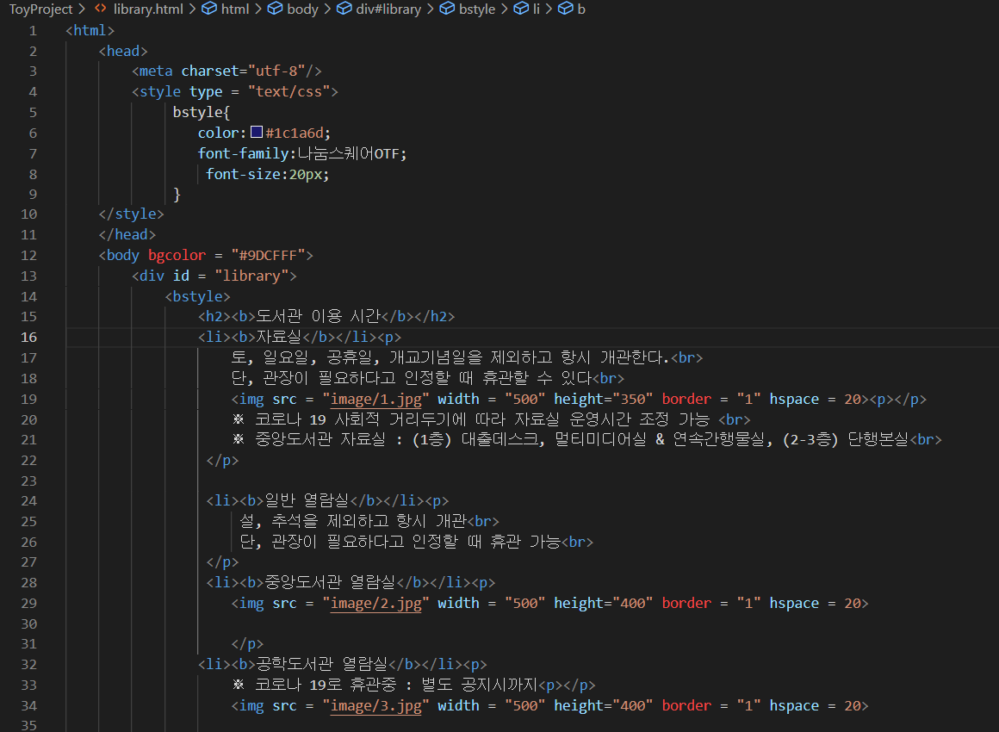 ToyProject > <> library.html > html > body > div#library > bstyle > li > b
1 <html>
2 <head>
3 <meta charset="utf-8"/>
4 <style type = "text/css">
5 bstyle{
6 color:#1c1a6d;
7 font-family:나눔스퀘어OTF;
8 font-size:20px;
9 }
10 </style>
11 </head>
12 <body bgcolor = "#9DCFFF">
13 <div id = "library">
14 <bstyle>
15 <h2><b>도서관 이용 시간</b></h2>
16 <li><b>자료실</b></li><p>
17 토, 일요일, 공휴일, 개교기념일을 제외하고 항시 개관한다.<br>
18 단, 관장이 필요하다고 인정할 때 휴관할 수 있다<br>
19 <img src = "image/1.jpg" width = "500" height="350" border = "1" hspace = 20><p></p>
20 ※ 코로나 19 사회적 거리두기에 따라 자료실 운영시간 조정 가능 <br>
21 ※ 중앙도서관 자료실 : (1층) 대출데스크, 멀티미디어실 & 연속간행물실, (2-3층) 단행본실<br>
22 </p>
23
24 <li><b>일반 열람실</b></li><p>
25 설, 추석을 제외하고 항시 개관<br>
26 단, 관장이 필요하다고 인정할 때 휴관 가능<br>
27 </p>
28 <li><b>중앙도서관 열람실</b></li><p>
29 <img src = "image/2.jpg" width = "500" height="400" border = "1" hspace = 20>
30
31 </p>
32 <li><b>공학도서관 열람실</b></li><p>
33 ※ 코로나 19로 휴관중 : 별도 공지시까지<p></p>
34 <img src = "image/3.jpg" width = "500" height="400" border = "1" hspace = 20>
35